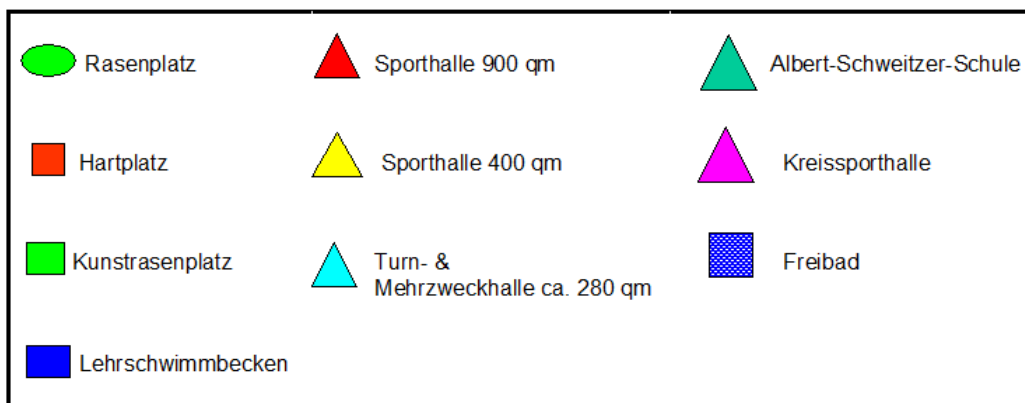 Rasenplatz
Hartplatz
Kunstrasenplatz
Lehrschwimmbecken
Sporthalle 900 qm
Sporthalle 400 qm
Turn- &
Mehrzweckhalle ca. 280 qm
Albert-Schweitzer-Schule
Kreissporthalle
Freibad